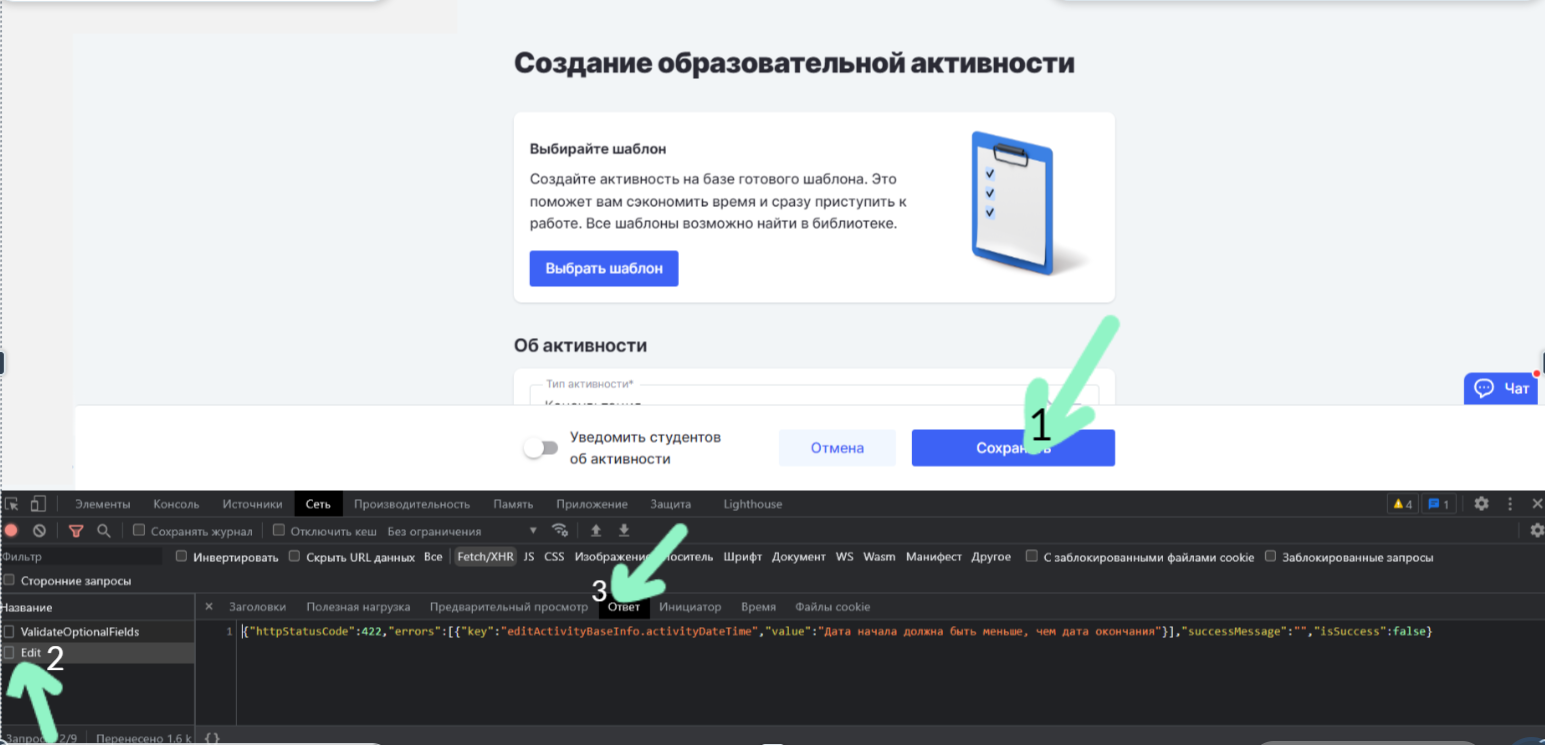 Создание образовательной активности
Выбирайте шаблон
Создайте активность на базе готового шаблона. Это
поможет вам сэкономить время и сразу приступить к
работе. Все шаблоны возможно найти в библиотеке.
Выбрать шаблон
Об активности
Тип активности*
Чат
Уведомить студентов
об активности
Отмена
1
Элементы Консоль Источники Сеть Производительность Память Приложение Защита Lighthouse 4 1
Сохранять журнал Отключить кеш Без ограничения
Фильтр Инвертировать Скрыть URL данных Все Fetch/XHR JS CSS Шрифт Документ WS Wasm Манифест Другое С заблокированными файлами cookie Заблокированные запросы
Сторонние запросы
3
Название
× Заголовки Полезная нагрузка Предварительный просмотр Ответ Инициатор Время Файлы cookie
ValidateOptionalFields
1 {"httpStatusCode":422,"errors":[{"key":"editActivityBaseInfo.activityDateTime","value":"Дата начала должна быть меньше, чем дата окончания"}],"successMessage":"","isSuccess":false}
Edit 2
2/9 Перенесено 1.6 k {}